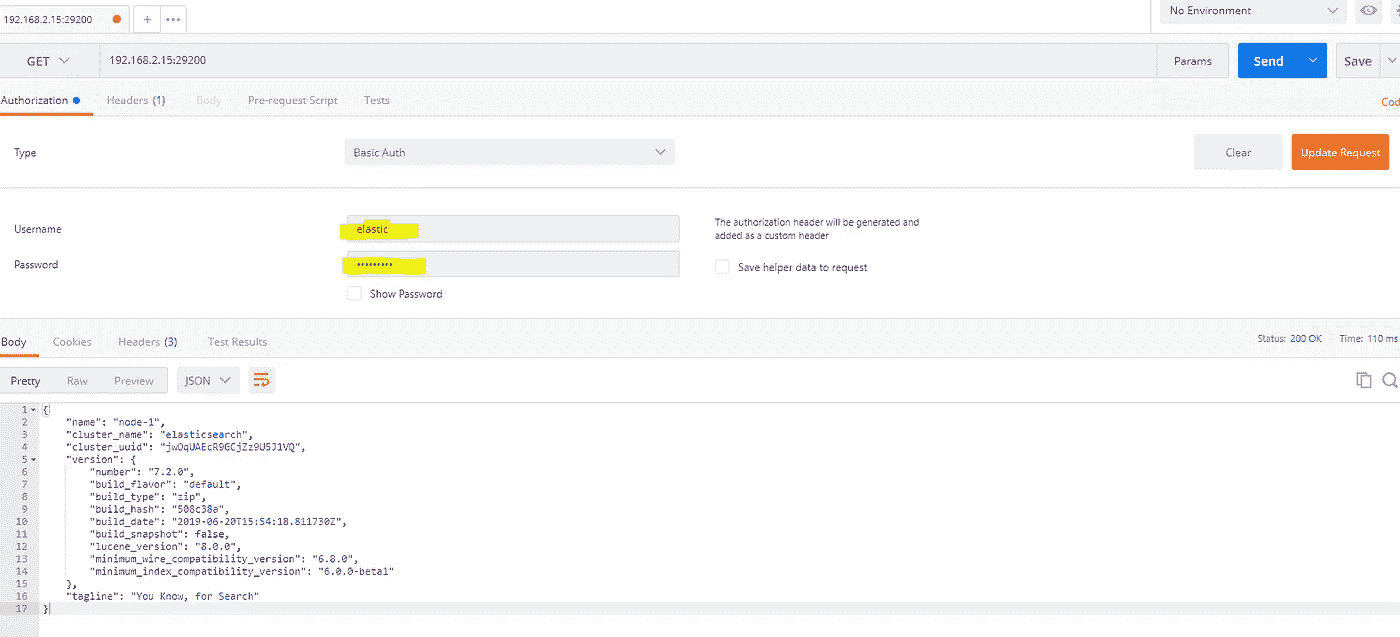 192.168.2.15:29200
+
•••
No Environment
GET
192.168.2.15:29200
Params
Send
Save
Authorization
Headers (1)
Body
Pre-request Script
Tests
Cod
Type
Basic Auth
Clear
Update Request
Username
elastic
The authorization header will be generated and
added as a custom header
Password
•••••••••
Save helper data to request
Show Password
Body
Cookies
Headers (3)
Test Results
Status: 200 OK
Time: 110 ms
Pretty
Raw
Preview
JSON
1 {
2 "name": "node-1",
3 "cluster_name": "elasticsearch",
4 "cluster_uuid": "jwOqUAEcR9GCjZz9U5J1VQ",
5 "version": {
6 "number": "7.2.0",
7 "build_flavor": "default",
8 "build_type": "zip",
9 "build_hash": "508c38a",
10 "build_date": "2019-06-20T15:54:18.811730Z",
11 "build_snapshot": false,
12 "lucene_version": "8.0.0",
13 "minimum_wire_compatibility_version": "6.8.0",
14 "minimum_index_compatibility_version": "6.0.0-beta1"
15 },
16 "tagline": "You Know, for Search"
17 }